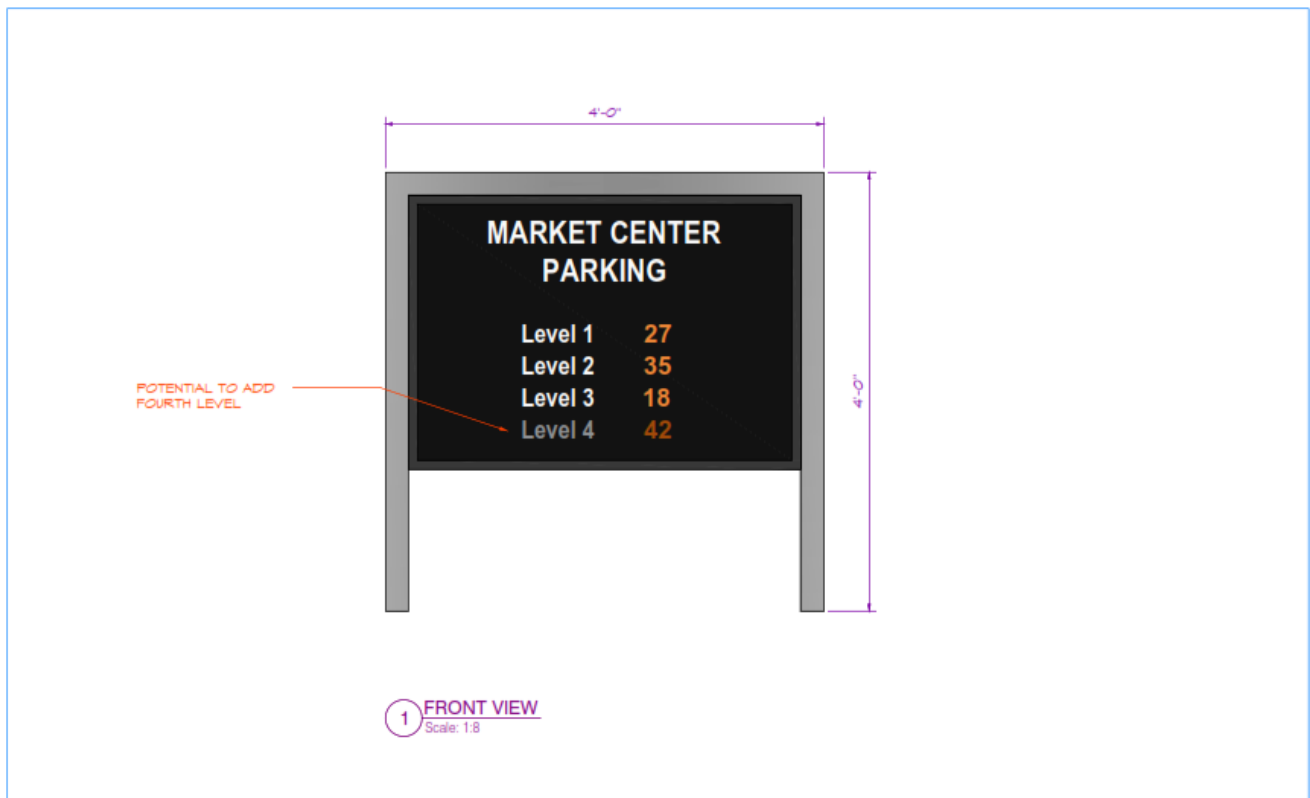 4'-0"
MARKET CENTER
PARKING
Level 1 27
Level 2 35
Level 3 18
Level 4 42
POTENTIAL TO ADD
FOURTH LEVEL
4'-0"
1 FRONT VIEW
Scale: 1:8